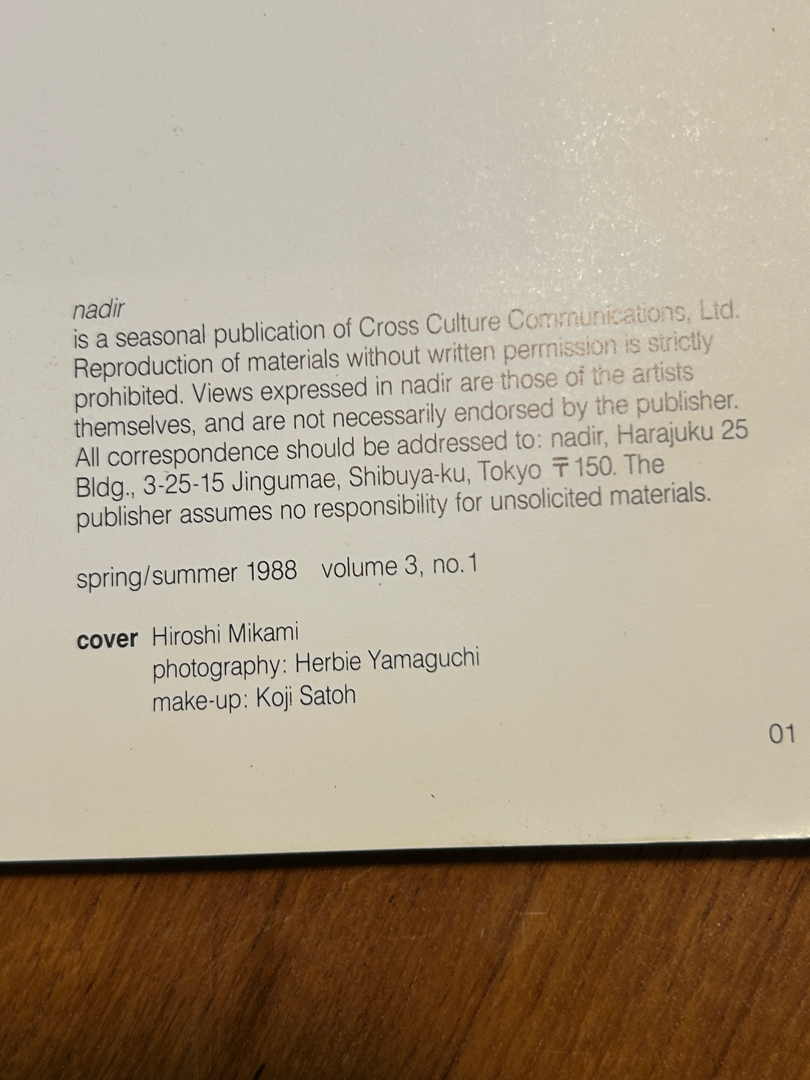 nadir
is a seasonal publication of Cross Culture Communications, Ltd.
Reproduction of materials without written permission is strictly
prohibited. Views expressed in nadir are those of the artists
themselves, and are not necessarily endorsed by the publisher.
All correspondence should be addressed to: nadir, Harajuku 25
Bldg., 3-25-15 Jingumae, Shibuya-ku, Tokyo 〒150. The
publisher assumes no responsibility for unsolicited materials.
spring/summer 1988 volume 3, no.1
cover Hiroshi Mikami
photography: Herbie Yamaguchi
make-up: Koji Satoh
01